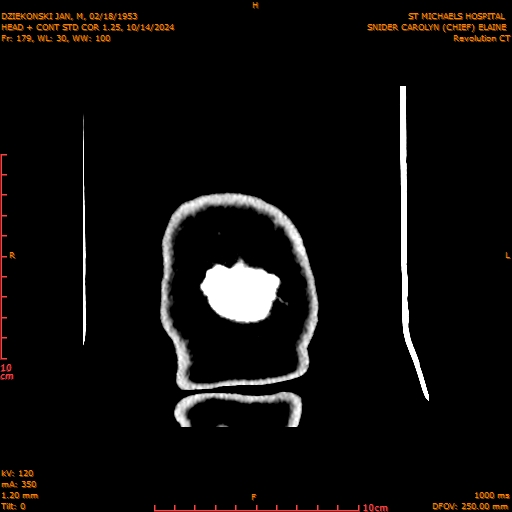 H
DZIEKONSKI JAN, M, 02/18/1953
HEAD + CONT STD COR 1.25, 10/14/2024
Fr: 179, WL: 30, WW: 100
ST MICHAELS HOSPITAL
SNIDER CAROLYN (CHIEF) ELAINE
Revolution CT
R
L
10
cm
kV: 120
mA: 350
1.20 mm
Tilt: 0
F
10cm
1000 ms
DFOV: 250.00 mm